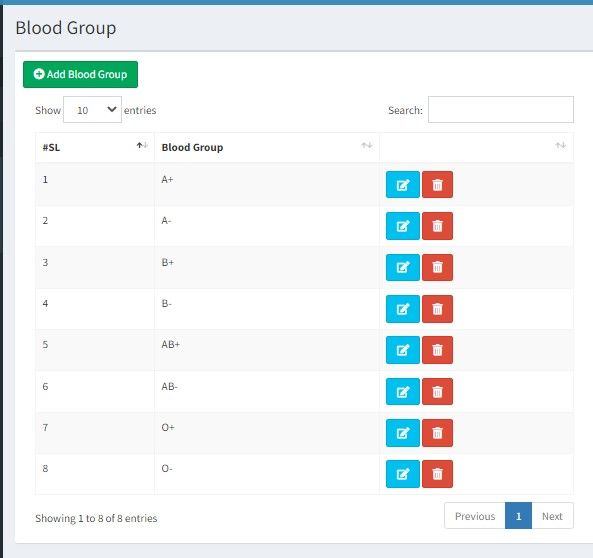 Blood Group
Add Blood Group
Show 10 entries Search:
#SL Blood Group
1 A+
2 A-
3 B+
4 B-
5 AB+
6 AB-
7 O+
8 O-
Showing 1 to 8 of 8 entries Previous 1 Next